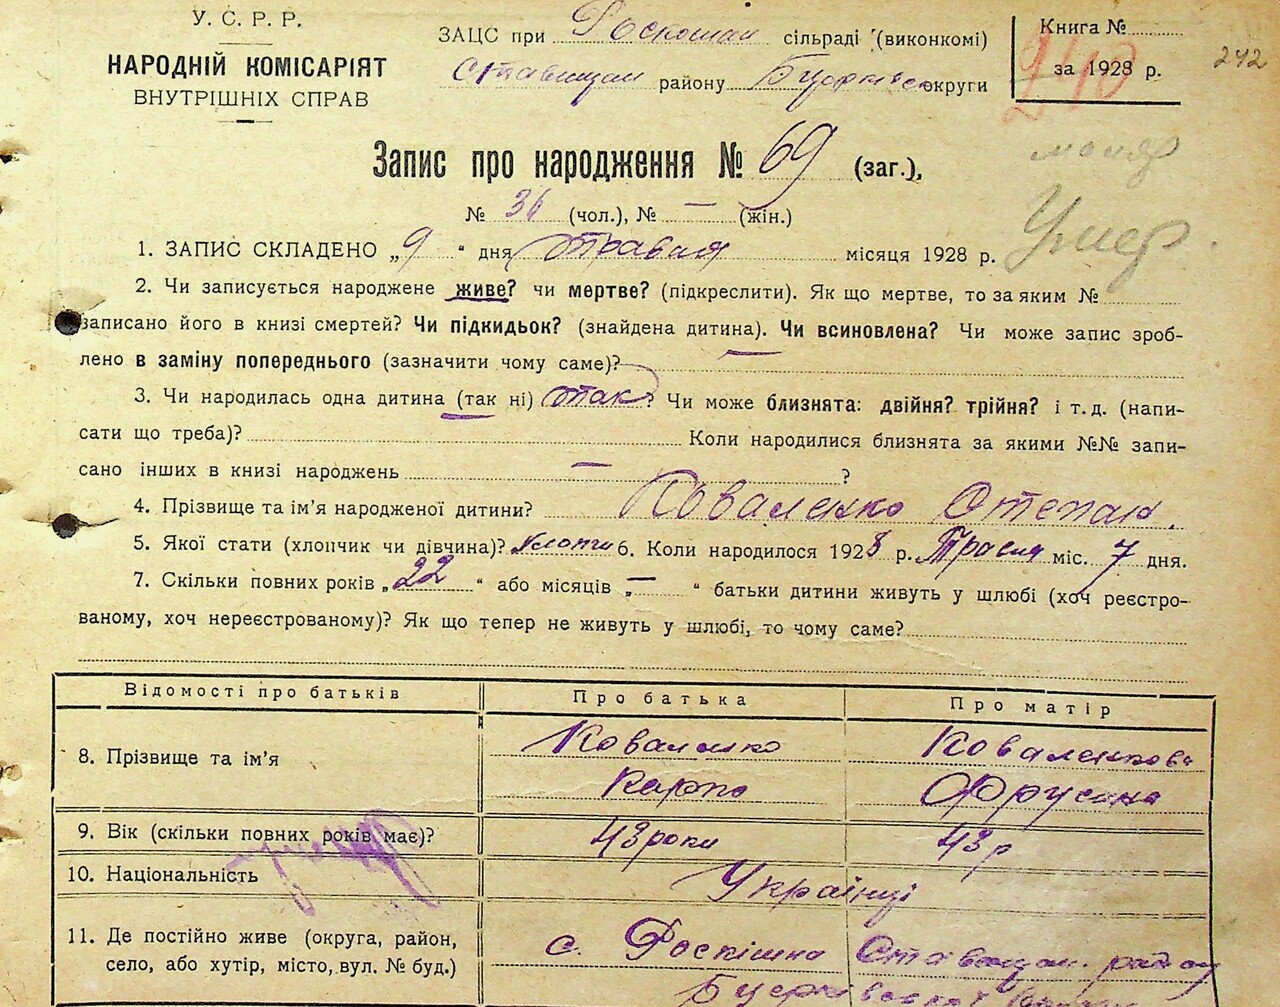 У. С. Р. Р.
НАРОДНІЙ КОМІСАРІЯТ
ВНУТРІШНІХ СПРАВ
ЗАЦС при Роскошан сільраді (виконкомі)
Ставищан району Бцеркілс округи
Книга №
за 1928 р.
240
242
Запис про народження № 69 (заг.),
№ 36 (чол.), № — (жін.)
Умер.
1. ЗАПИС СКЛАДЕНО „9" дня травня місяця 1928 р.
2. Чи записується народжене живе? чи мертве? (підкреслити). Як що мертве, то за яким №
записано його в книзі смертей? Чи підкидьок? (знайдена дитина). Чи всиновлена? Чи може запис зроб-
лено в заміну попереднього (зазначити чому саме)? —
3. Чи народилась одна дитина (так ні) так? Чи може близнята: двійня? трійня? і т. д. (напи-
сати що треба)? Коли народилися близнята за якими №№ запи-
сано інших в книзі народжень — ?
4. Прізвище та ім'я народженої дитини? Коваленко Степан.
5. Якої статі (хлопчик чи дівчина)? Хлопчи 6. Коли народилося 1928 р. Травня міс. 7 дня.
7. Скільки повних років „22" або місяців „—" батьки дитини живуть у шлюбі (хоч реєстро-
ваному, хоч нереєстрованому)? Як що тепер не живуть у шлюбі, то чому саме?
Відомості про батьків Про батька Про матір
8. Прізвище та ім'я Коваленко Коваленкова
Карпо Фрусина
9. Вік (скільки повних років має)? 43 роки 43 р
10. Національність Українці
11. Де постійно живе (округа, район, с. Роспішна Ставищан. району
село, або хутір, місто, вул. № буд.)